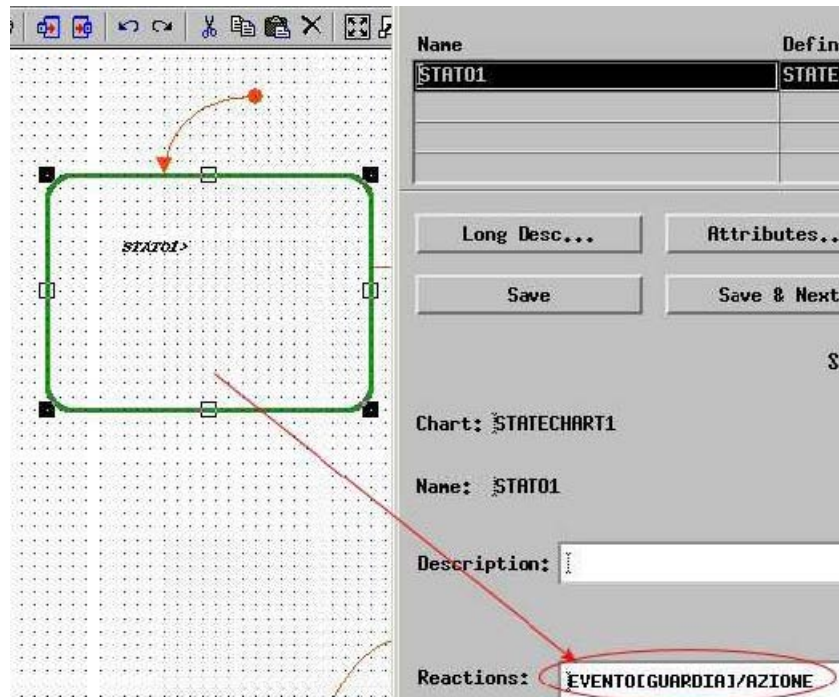 STATO1>
Name Defin
STATO1 STATE
Long Desc... Attributes..
Save Save & Next
S
Chart: STATECHART1
Name: STATO1
Description:
Reactions: EVENTO[GUARDIA]/AZIONE